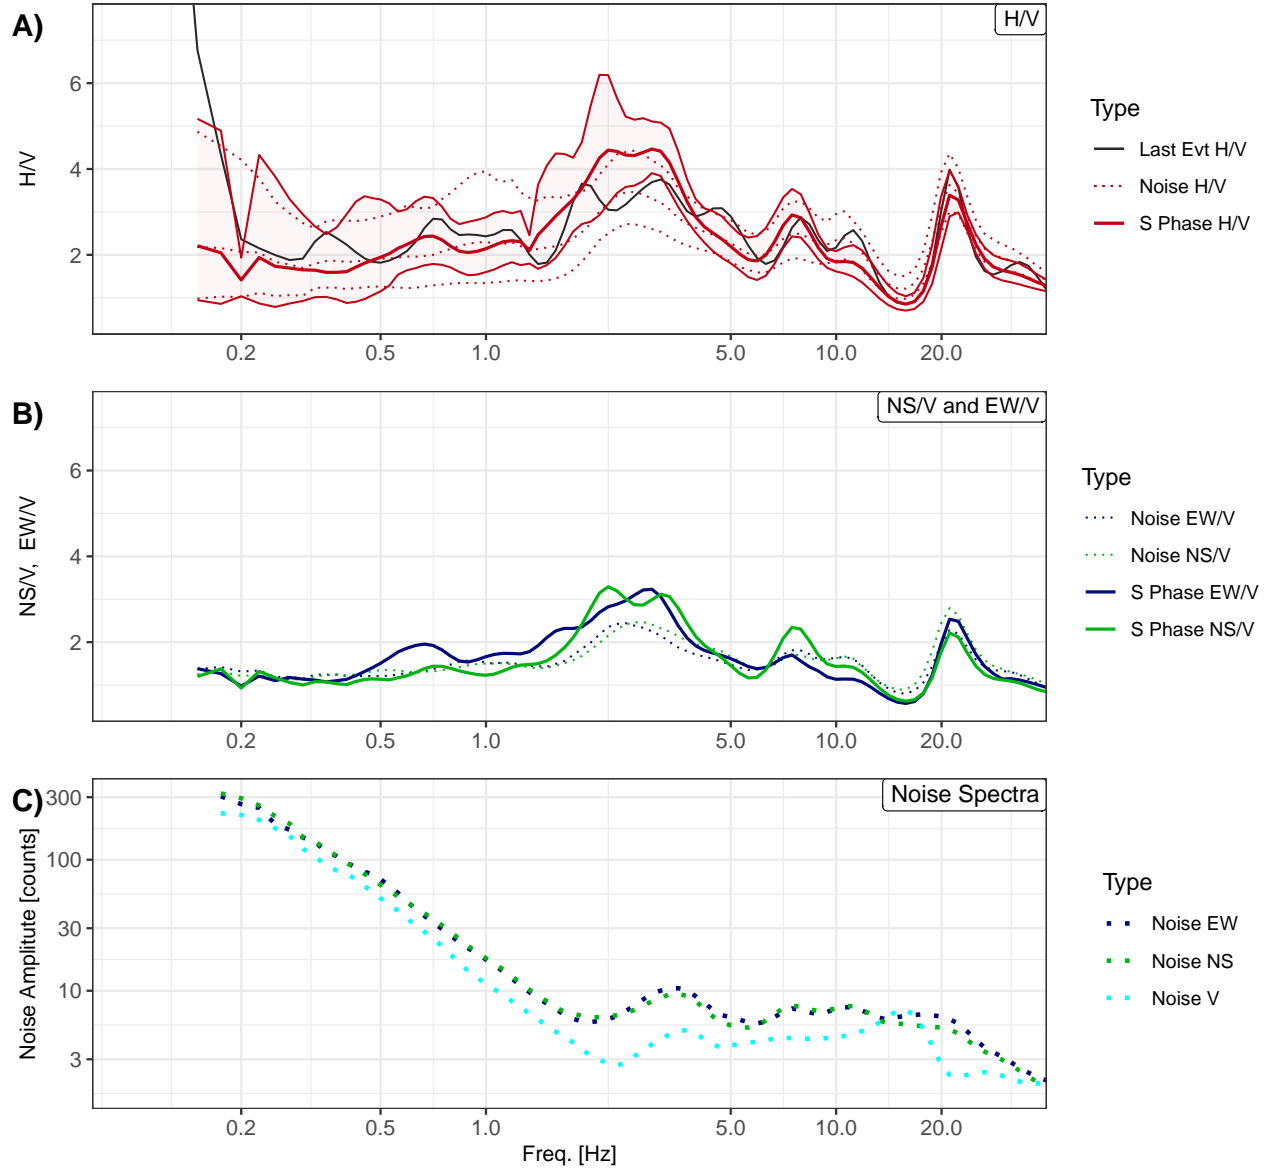 A)
H/V
6
4
2
H/V
0.2 0.5 1.0 5.0 10.0 20.0
Type
Last Evt H/V
Noise H/V
S Phase H/V
B)
NS/V and EW/V
6
4
2
NS/V, EW/V
0.2 0.5 1.0 5.0 10.0 20.0
Type
Noise EW/V
Noise NS/V
S Phase EW/V
S Phase NS/V
C)
Noise Spectra
300
100
30
10
3
Noise Amplitute [counts]
0.2 0.5 1.0 5.0 10.0 20.0
Freq. [Hz]
Type
Noise EW
Noise NS
Noise V